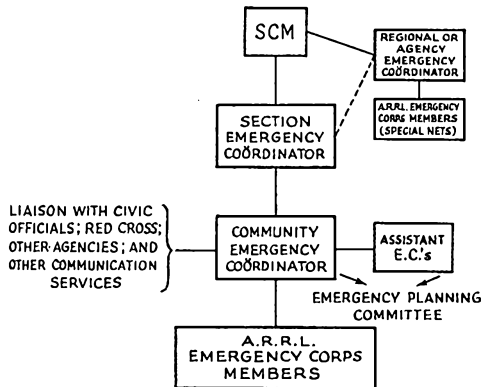 SCM
REGIONAL OR
AGENCY
EMERGENCY
COÖRDINATOR
A.R.R.L. EMERGENCY
CORPS MEMBERS
(SPECIAL NETS)
SECTION
EMERGENCY
COÖRDINATOR
LIAISON WITH CIVIC
OFFICIALS; RED CROSS;
OTHER AGENCIES; AND
OTHER COMMUNICATION
SERVICES
COMMUNITY
EMERGENCY
COÖRDINATOR
ASSISTANT
E.C.'s
EMERGENCY PLANNING
COMMITTEE
A.R.R.L.
EMERGENCY CORPS
MEMBERS